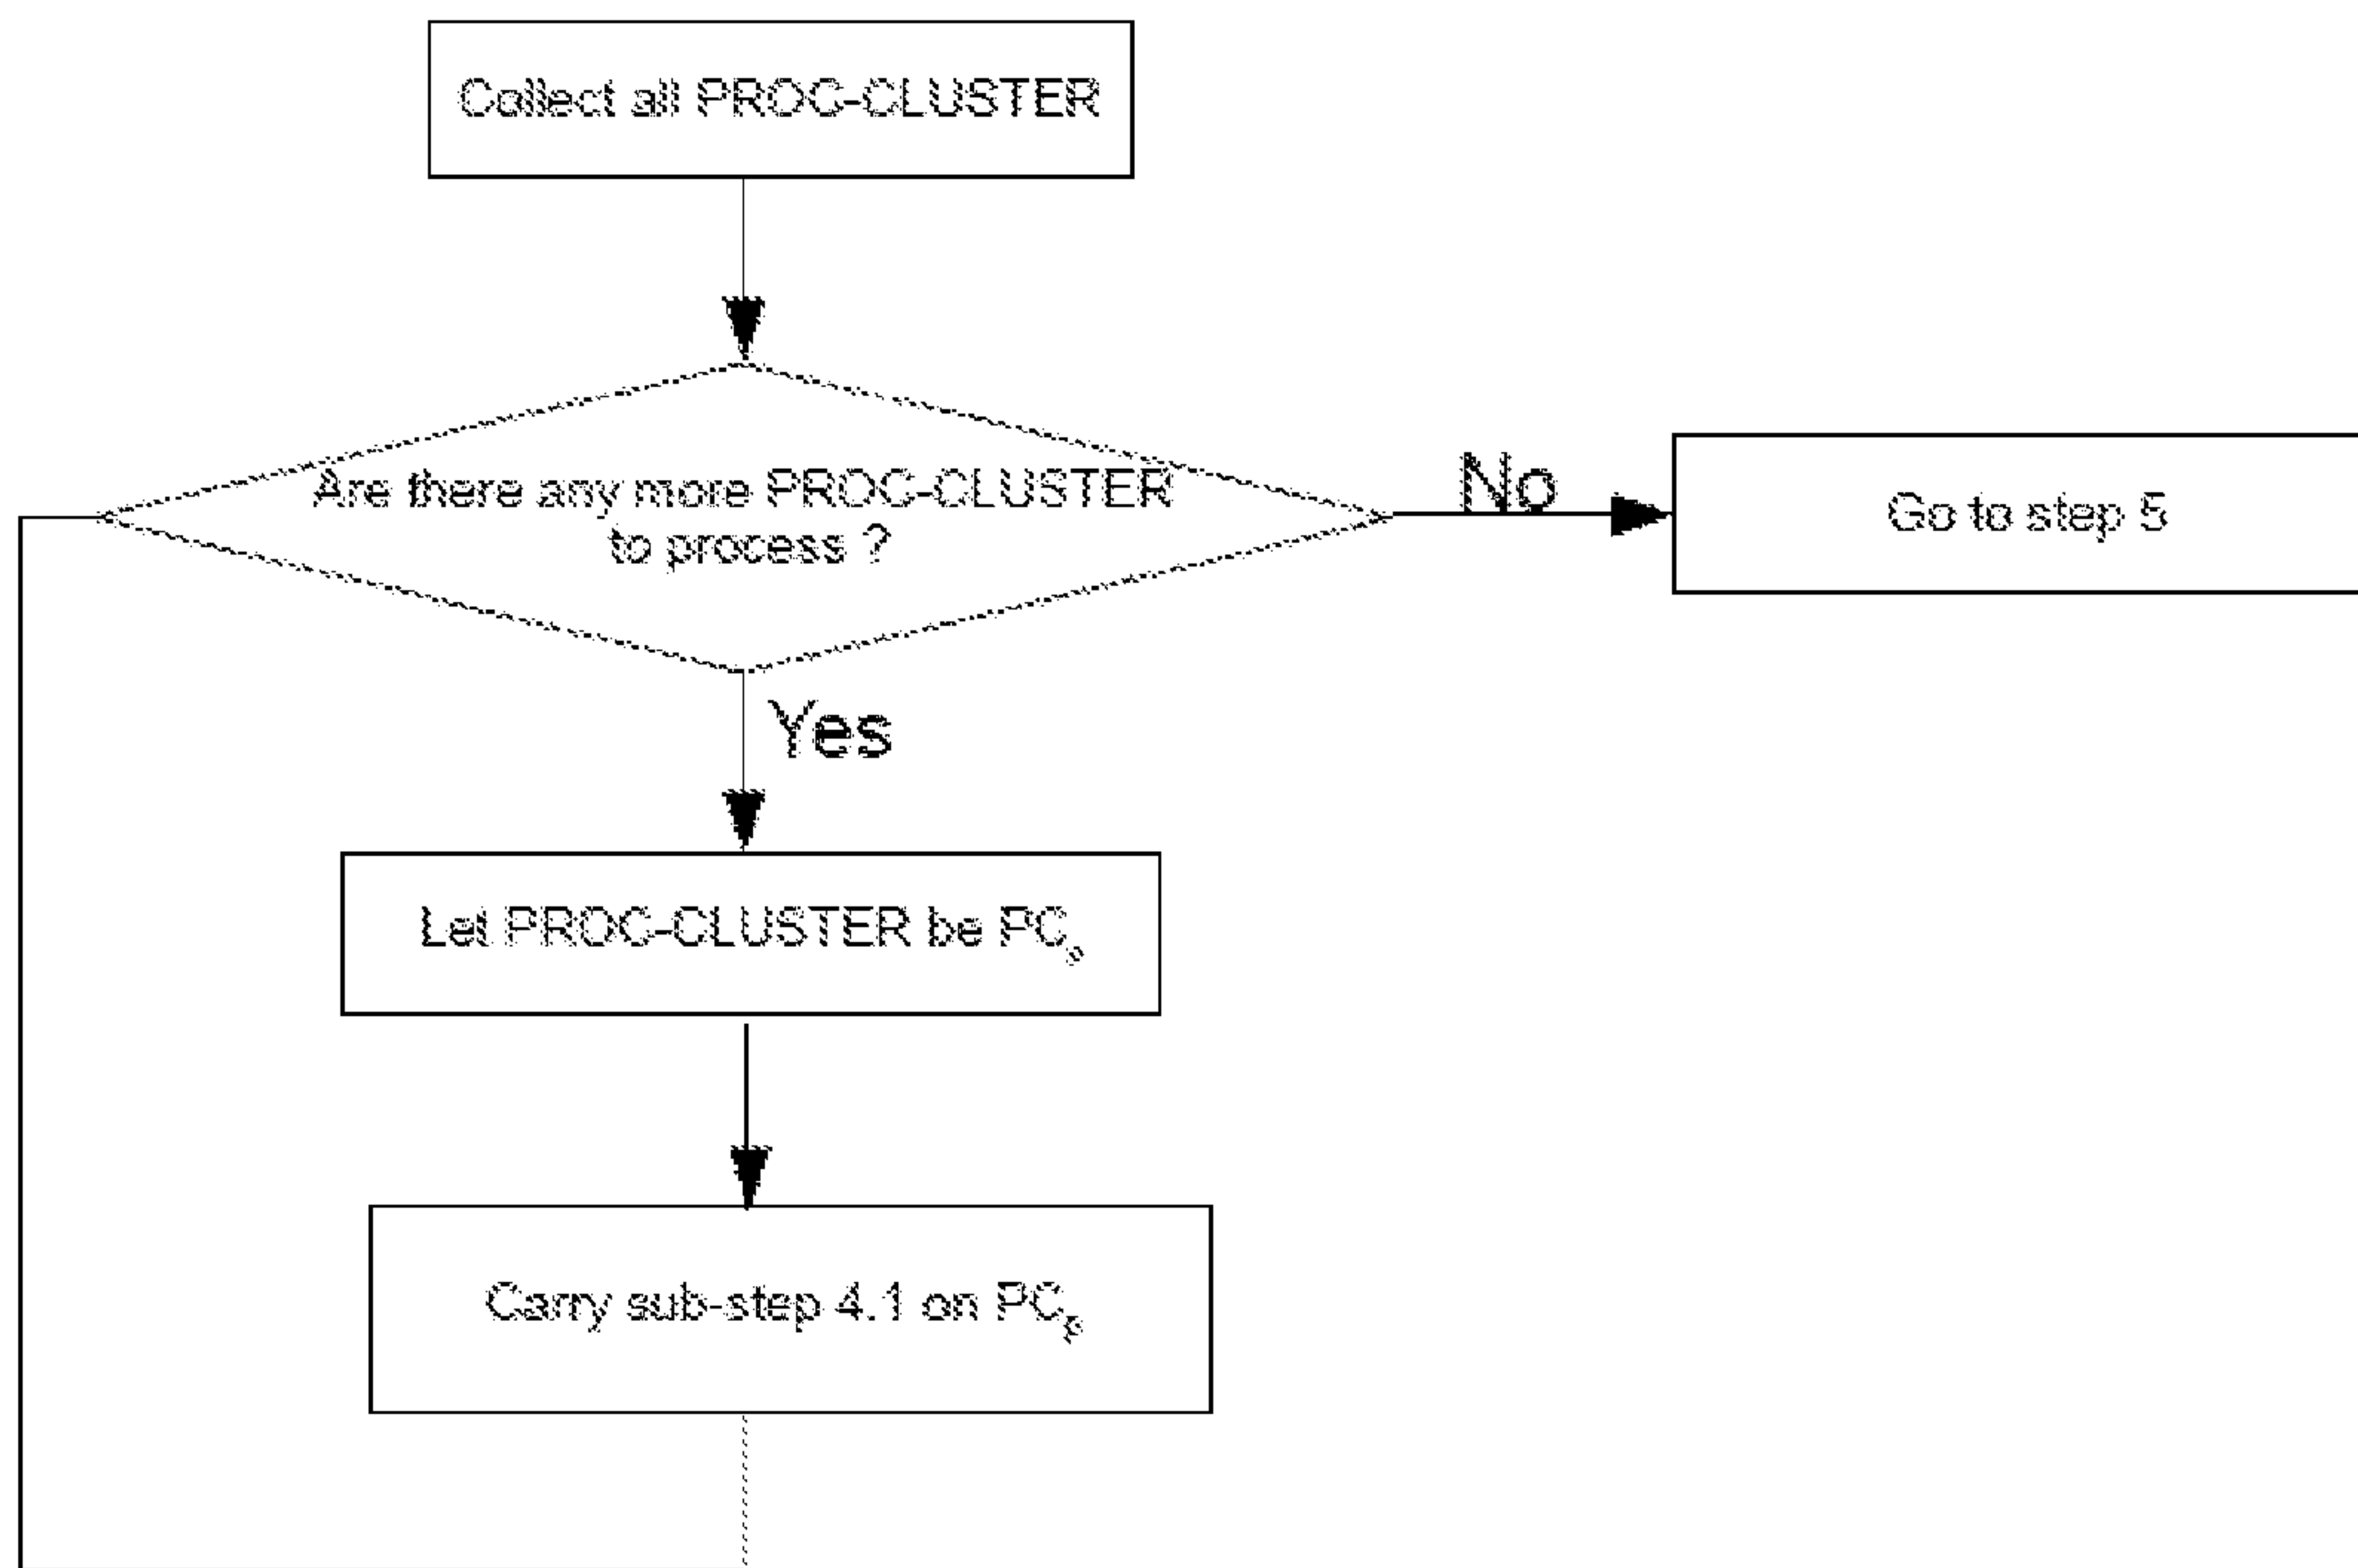 Collect all PROC-CLUSTER
Are there any more PROC-CLUSTER
to process ?
No
Go to step 5
Yes
Let PROC-CLUSTER be PC
Carry sub-step 4.1 on PCp